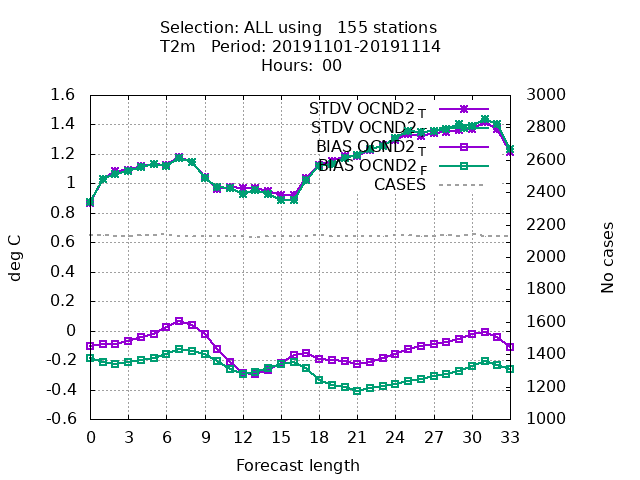 Selection: ALL using 155 stations
T2m Period: 20191101-20191114
Hours: 00
STDV OCND2 T
STDV OCND2 F
BIAS OCND2 T
BIAS OCND2 F
CASES
1.6
1.4
1.2
1
0.8
0.6
0.4
0.2
0
-0.2
-0.4
-0.6
deg C
3000
2800
2600
2400
2200
2000
1800
1600
1400
1200
1000
No cases
0 3 6 9 12 15 18 21 24 27 30 33
Forecast length